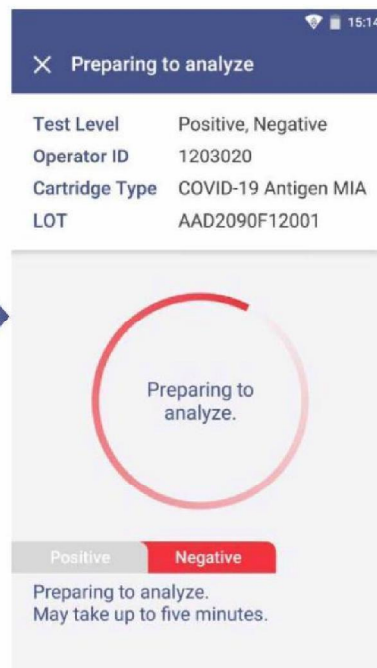 15:14
Preparing to analyze
Test Level Positive, Negative
Operator ID 1203020
Cartridge Type COVID-19 Antigen MIA
LOT AAD2090F12001
Preparing to
analyze.
Positive Negative
Preparing to analyze.
May take up to five minutes.